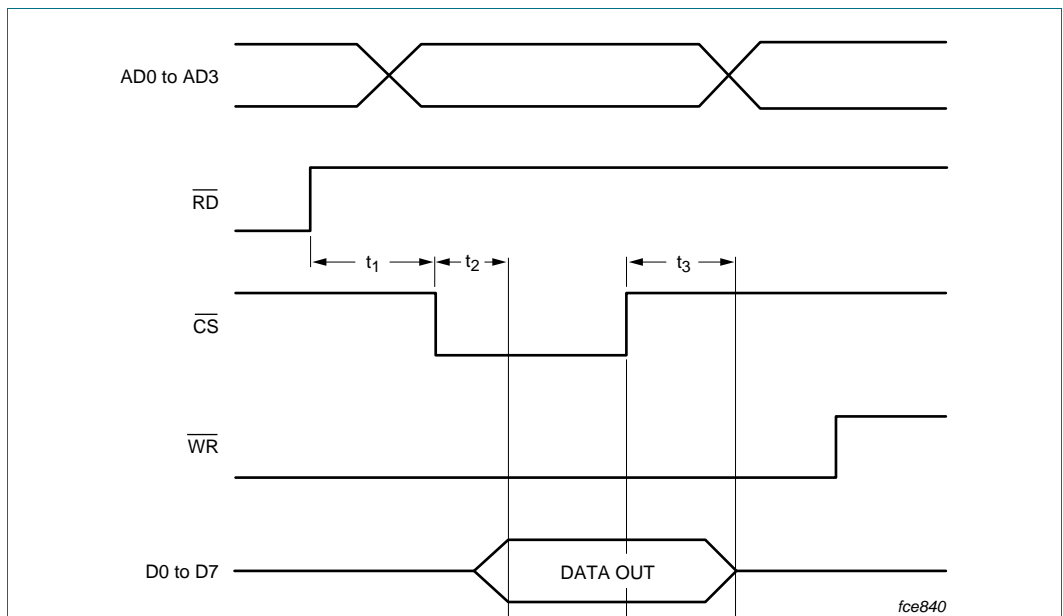 AD0 to AD3
RD
t1
t2
t3
CS
WR
D0 to D7
DATA OUT
fce840